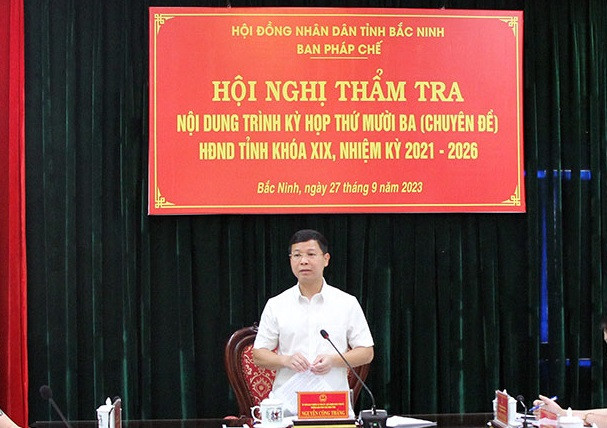 HỘI ĐỒNG NHÂN DÂN TỈNH BẮC NINH
BAN PHÁP CHẾ
HỘI NGHỊ THẨM TRA
NỘI DUNG TRÌNH KỲ HỌP THỨ MƯỜI BA (CHUYÊN ĐỀ)
HĐND TỈNH KHÓA XIX, NHIỆM KỲ 2021 - 2026
Bắc Ninh, ngày 27 tháng 9 năm 2023
NGUYỄN CÔNG THẮNG